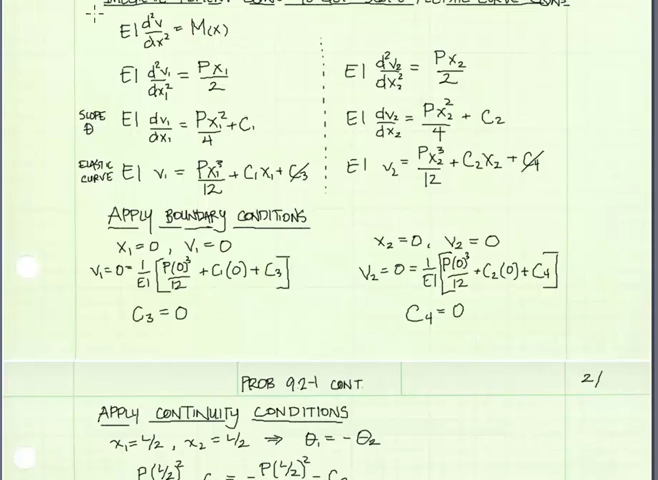 EI d²v/dx² = M(x)
EI d²v₁/dx₁² = Px₁/2
SLOPE θ EI dv₁/dx₁ = Px₁²/4 + C₁
ELASTIC CURVE EI v₁ = Px₁³/12 + C₁x₁ + C₃
EI d²v₂/dx₂² = Px₂/2
EI dv₂/dx₂ = Px₂²/4 + C₂
EI v₂ = Px₂³/12 + C₂x₂ + C₄
APPLY BOUNDARY CONDITIONS
x₁=0, v₁=0
v₁=0=1/EI [P(0)³/12 + C₁(0) + C₃]
C₃ = 0
x₂=0, v₂=0
v₂=0=1/EI [P(0)³/12 + C₂(0) + C₄]
C₄ = 0
PROB 9.2-1 CONT.
2/
APPLY CONTINUITY CONDITIONS
x₁=L/2, x₂=L/2 ⇒ θ₁ = -θ₂